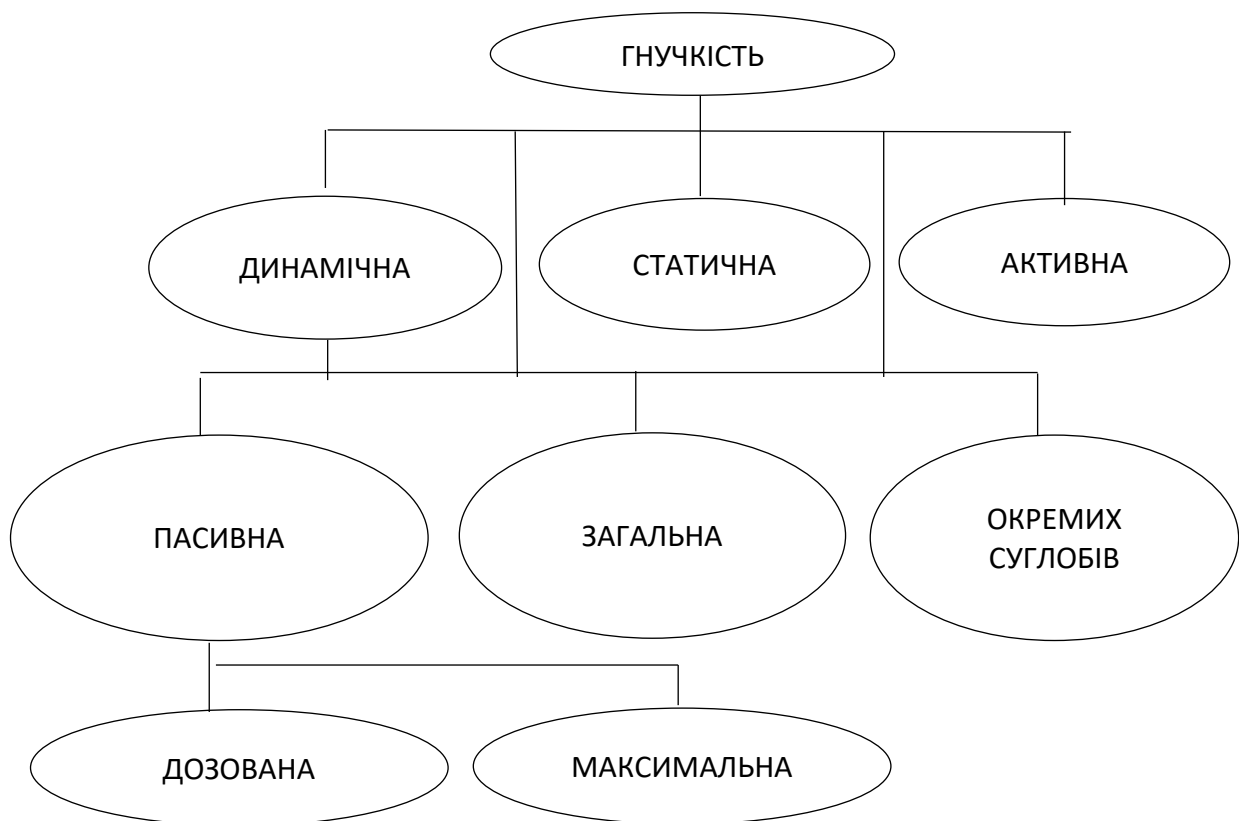 ГНУЧКІСТЬ
ДИНАМІЧНА
СТАТИЧНА
АКТИВНА
ПАСИВНА
ЗАГАЛЬНА
ОКРЕМИХ
СУГЛОБІВ
ДОЗОВАНА
МАКСИМАЛЬНА